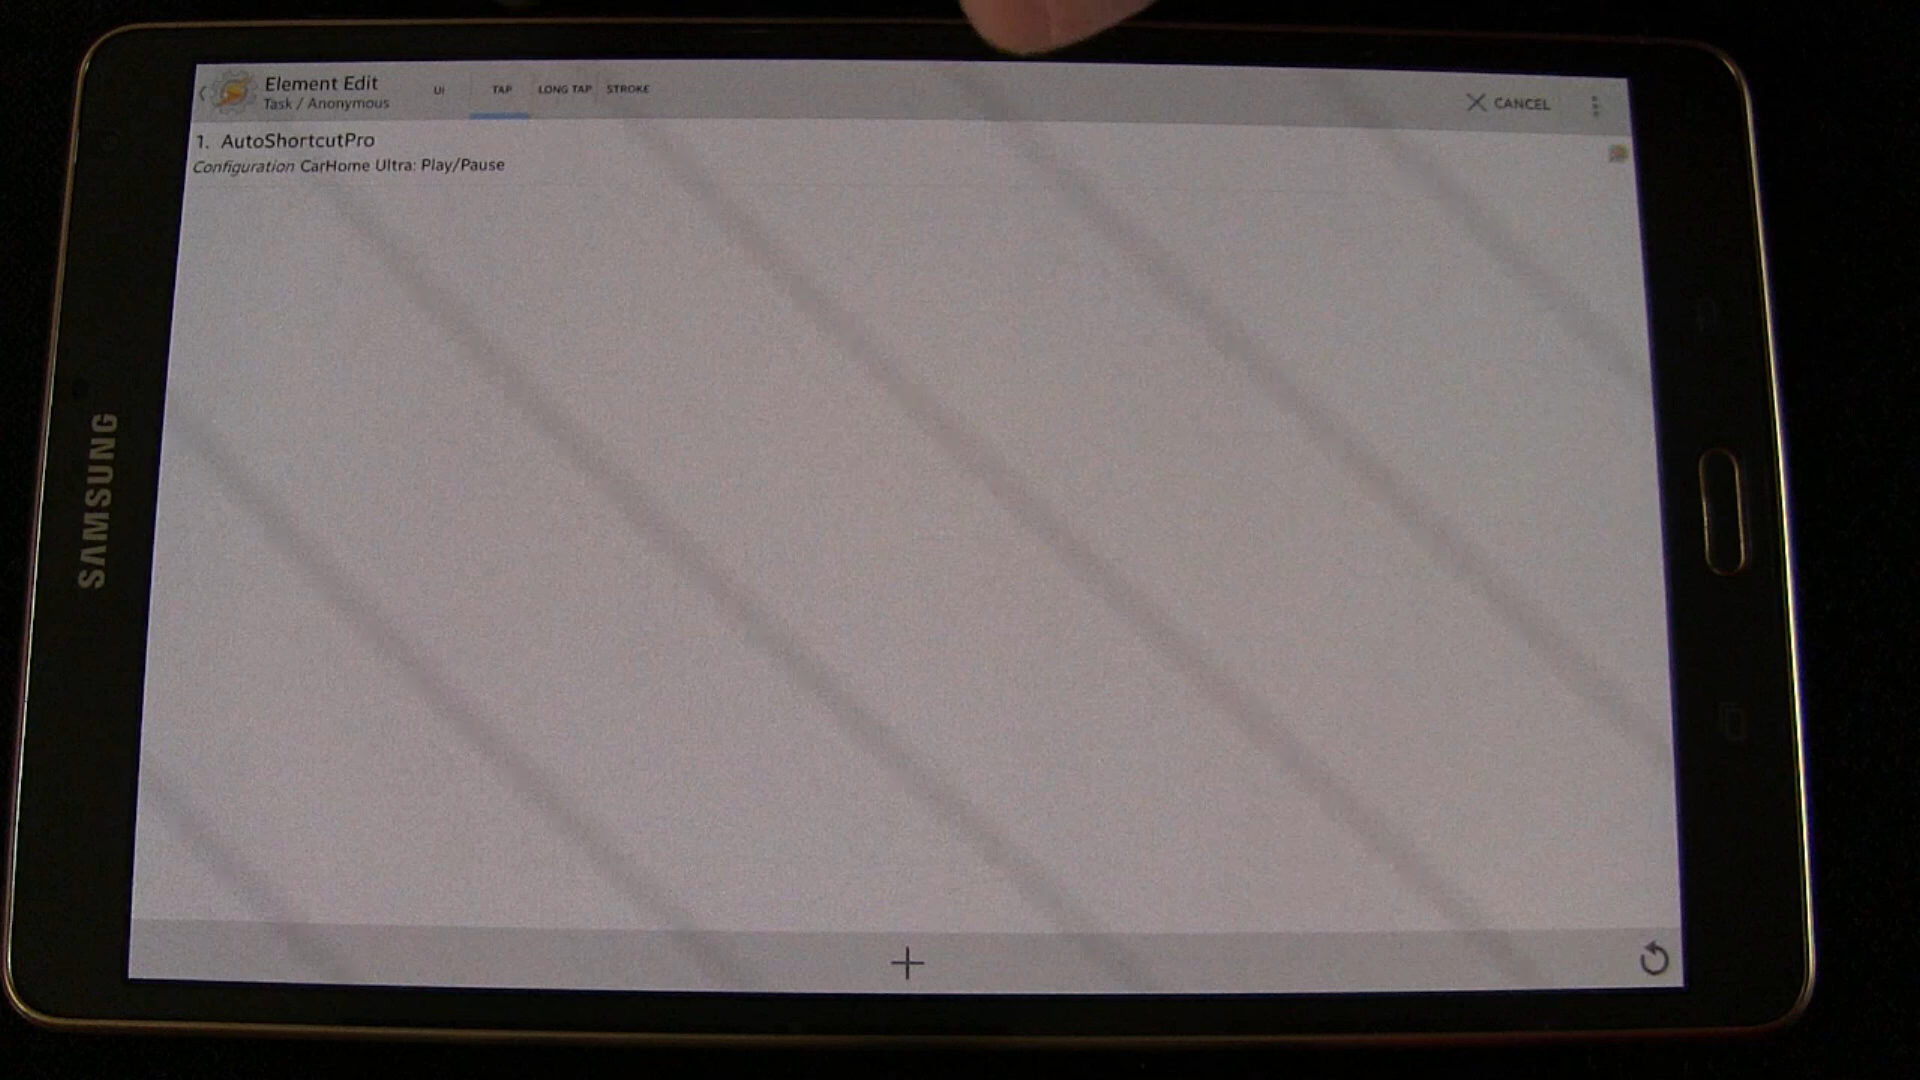 Element Edit
Task / Anonymous
UI
TAP
LONG TAP
STROKE
CANCEL
1. AutoShortcutPro
Configuration CarHome Ultra: Play/Pause
SAMSUNG